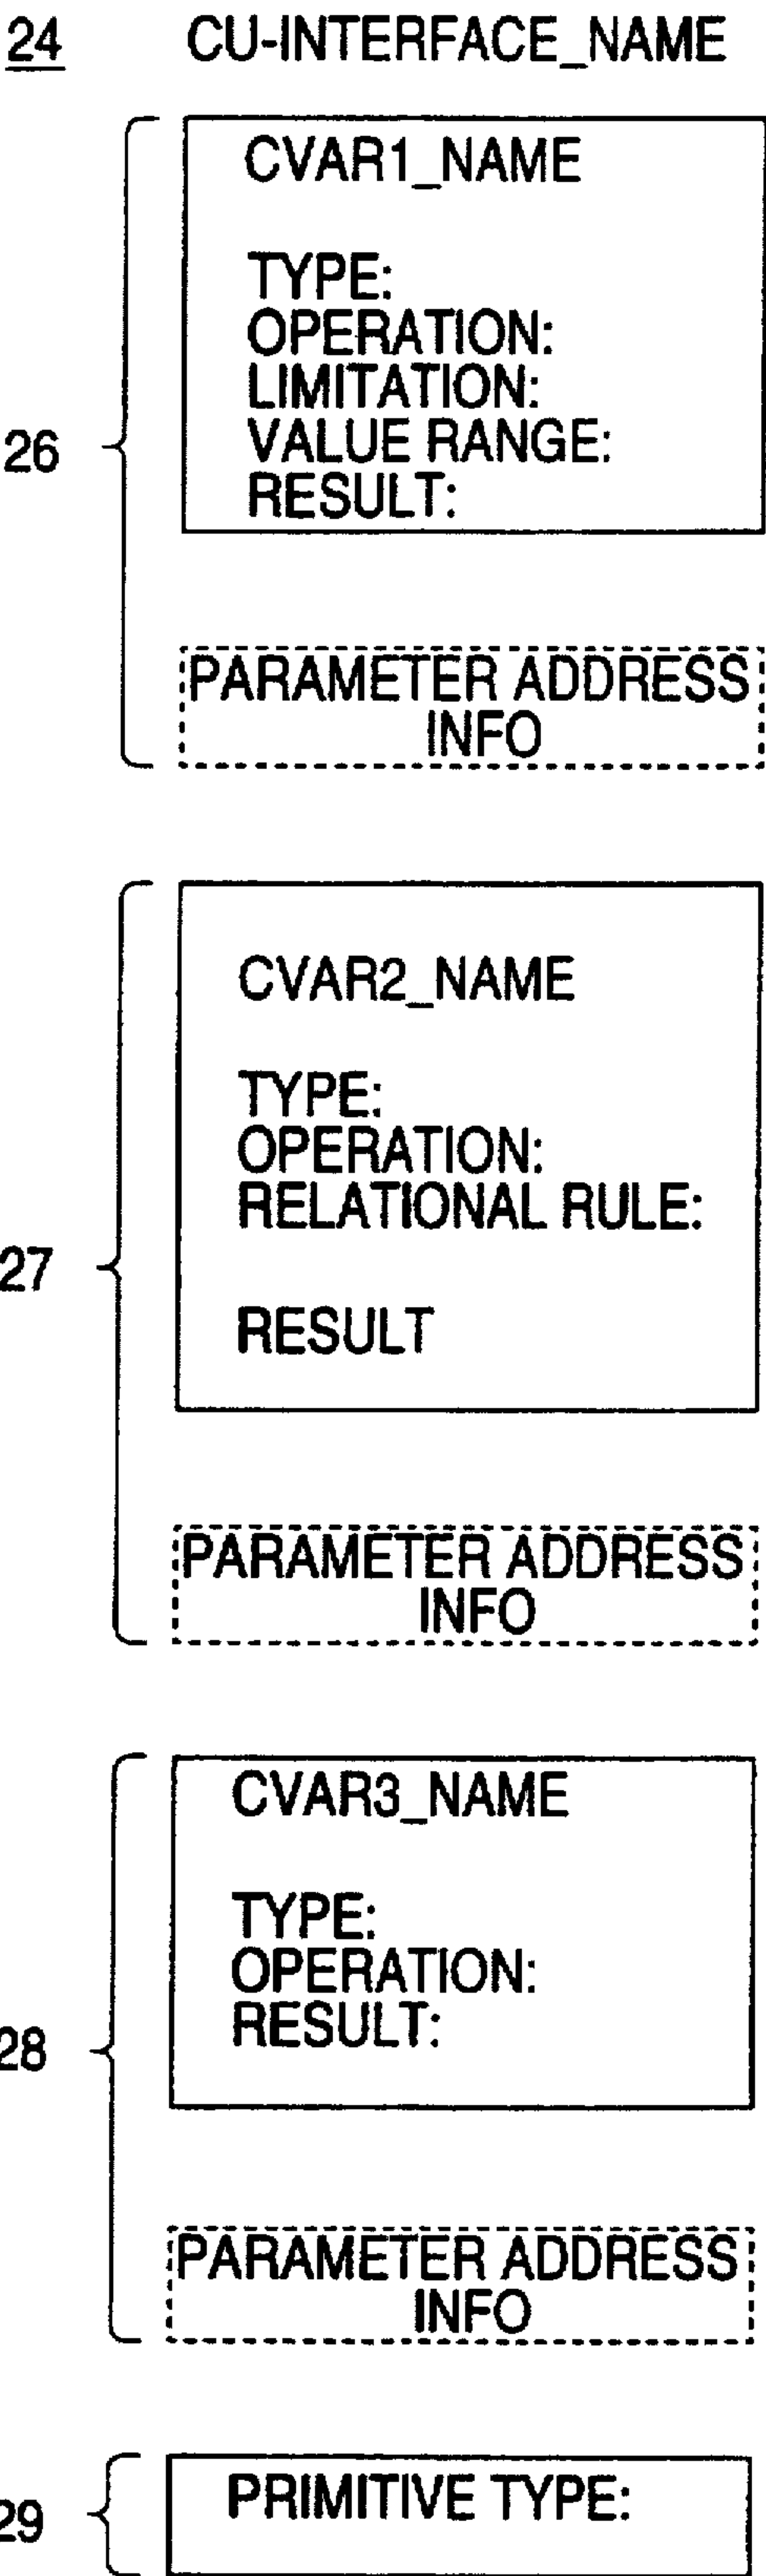 24 CU-INTERFACE_NAME
CVAR1_NAME
TYPE:
OPERATION:
LIMITATION:
VALUE RANGE:
RESULT:
26
PARAMETER ADDRESS
INFO
CVAR2_NAME
TYPE:
OPERATION:
RELATIONAL RULE:
27
RESULT
PARAMETER ADDRESS
INFO
CVAR3_NAME
TYPE:
OPERATION:
RESULT:
28
PARAMETER ADDRESS
INFO
29
PRIMITIVE TYPE: